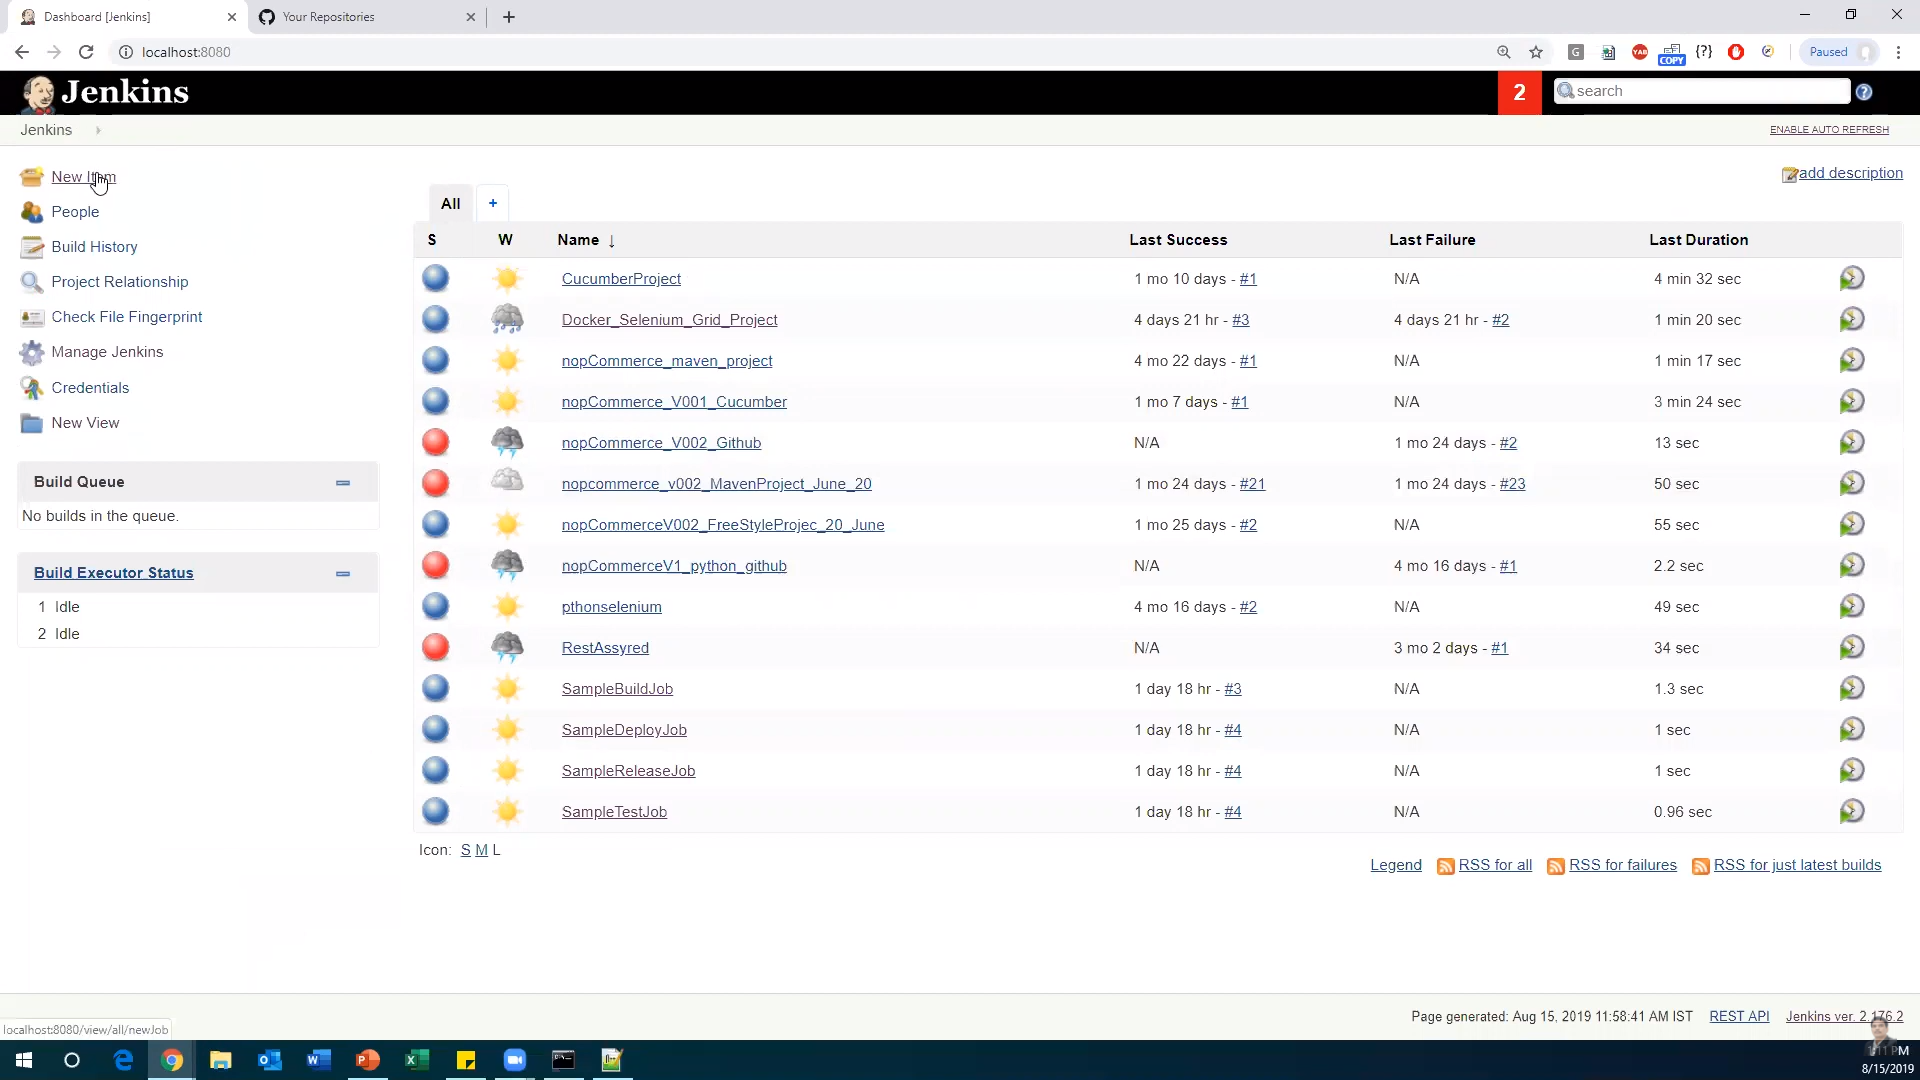 Dashboard [Jenkins]
Your Repositories
localhost:8080
G
YAB
COPY
{?}
Paused
Jenkins
2
search
?
Jenkins
ENABLE AUTO REFRESH
New Item
People
Build History
Project Relationship
Check File Fingerprint
Manage Jenkins
Credentials
New View
Build Queue
No builds in the queue.
Build Executor Status
1 Idle
2 Idle
add description
All +
S W Name ↓ Last Success Last Failure Last Duration
CucumberProject 1 mo 10 days - #1 N/A 4 min 32 sec
Docker_Selenium_Grid_Project 4 days 21 hr - #3 4 days 21 hr - #2 1 min 20 sec
nopCommerce_maven_project 4 mo 22 days - #1 N/A 1 min 17 sec
nopCommerce_V001_Cucumber 1 mo 7 days - #1 N/A 3 min 24 sec
nopCommerce_V002_Github N/A 1 mo 24 days - #2 13 sec
nopcommerce_v002_MavenProject_June_20 1 mo 24 days - #21 1 mo 24 days - #23 50 sec
nopCommerceV002_FreeStyleProjec_20_June 1 mo 25 days - #2 N/A 55 sec
nopCommerceV1_python_github N/A 4 mo 16 days - #1 2.2 sec
pthonselenium 4 mo 16 days - #2 N/A 49 sec
RestAssyred N/A 3 mo 2 days - #1 34 sec
SampleBuildJob 1 day 18 hr - #3 N/A 1.3 sec
SampleDeployJob 1 day 18 hr - #4 N/A 1 sec
SampleReleaseJob 1 day 18 hr - #4 N/A 1 sec
SampleTestJob 1 day 18 hr - #4 N/A 0.96 sec
Icon: S M L
Legend RSS for all RSS for failures RSS for just latest builds
Page generated: Aug 15, 2019 11:58:41 AM IST REST API Jenkins ver. 2.176.2
localhost:8080/view/all/newJob
1:11 PM
8/15/2019